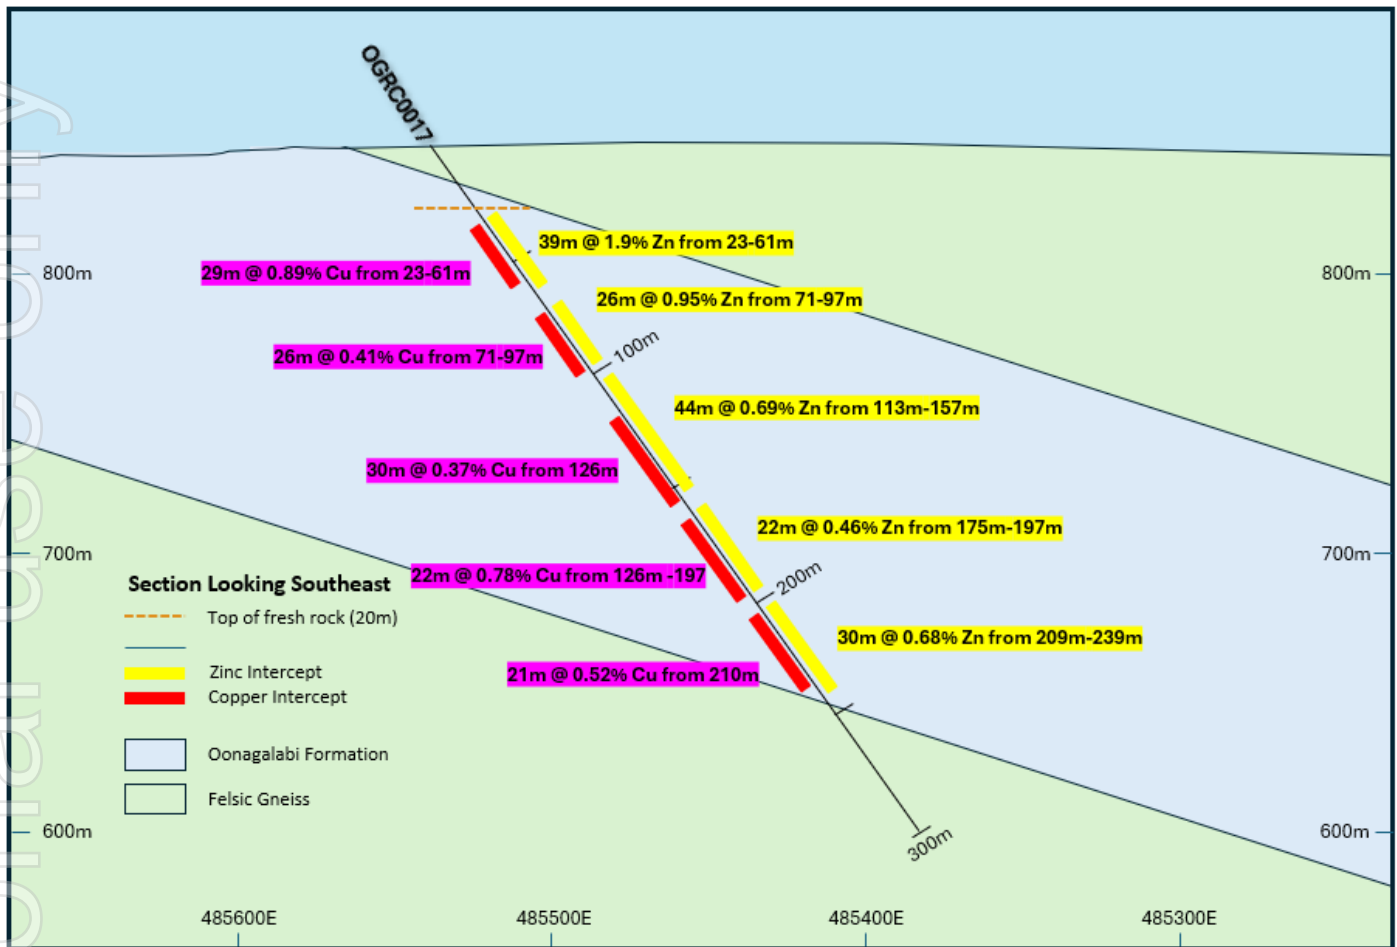 OGRC0017
39m @ 1.9% Zn from 23-61m
800m
29m @ 0.89% Cu from 23-61m
800m
26m @ 0.95% Zn from 71-97m
100m
26m @ 0.41% Cu from 71-97m
44m @ 0.69% Zn from 113m-157m
30m @ 0.37% Cu from 126m
22m @ 0.46% Zn from 175m-197m
700m
700m
22m @ 0.78% Cu from 126m -197
200m
Section Looking Southeast
Top of fresh rock (20m)
30m @ 0.68% Zn from 209m-239m
Zinc Intercept
21m @ 0.52% Cu from 210m
Copper Intercept
Oonagalabi Formation
Felsic Gneiss
600m
600m
300m
485600E
485500E
485400E
485300E